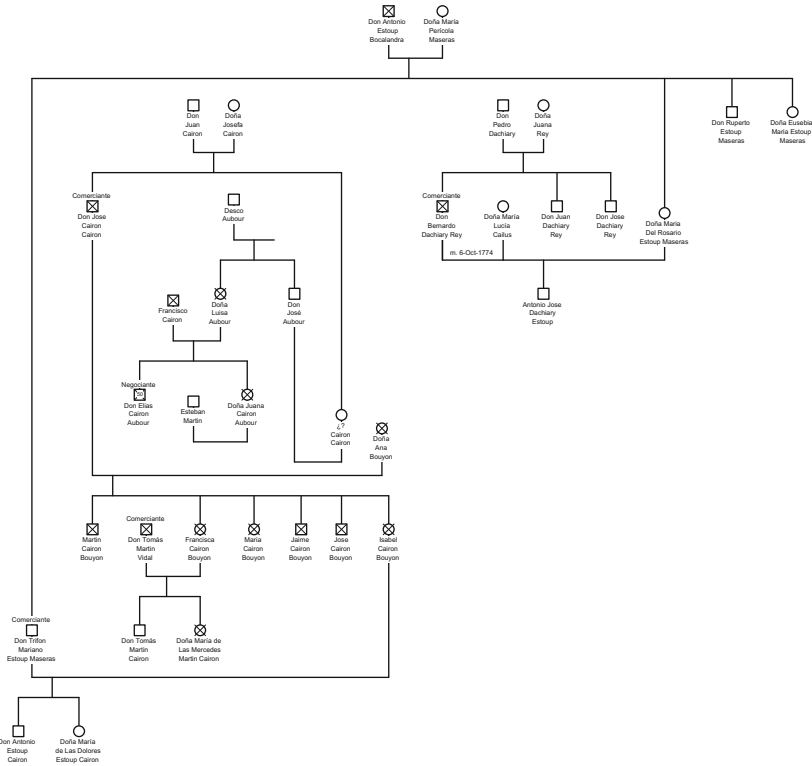 Don Antonio
Estoup
Bocalandra
Doña María
Perícola
Maseras
Don
Juan
Cairon
Doña
Josefa
Cairon
Don
Pedro
Dachiary
Doña
Juana
Rey
Don Ruperto
Estoup
Maseras
Doña Eusebia
Maria Estoup
Maseras
Comerciante
Don Jose
Cairon
Cairon
Desco
Aubour
Comerciante
Don
Bernardo
Dachiary Rey
Doña María
Lucía
Cailus
Don Juan
Dachiary
Rey
Don Jose
Dachiary
Rey
Doña Maria
Del Rosario
Estoup Maseras
m. 6-Oct-1774
Francisco
Cairon
Doña
Luisa
Aubour
Don
José
Aubour
Antonio Jose
Dachiary
Estoup
Negociante
50
Don Elias
Cairon
Aubour
Esteban
Martin
Doña Juana
Cairon
Aubour
¿?
Cairon
Cairon
Doña
Ana
Bouyon
Martin
Cairon
Bouyon
Comerciante
Don Tomás
Martin
Vidal
Francisca
Cairon
Bouyon
Maria
Cairon
Bouyon
Jaime
Cairon
Bouyon
Jose
Cairon
Bouyon
Isabel
Cairon
Bouyon
Comerciante
Don Trifon
Mariano
Estoup Maseras
Don Tomás
Martin
Cairon
Doña María de
Las Mercedes
Martin Cairon
Don Antonio
Estoup
Cairon
Doña María
de Las Dolores
Estoup Cairon